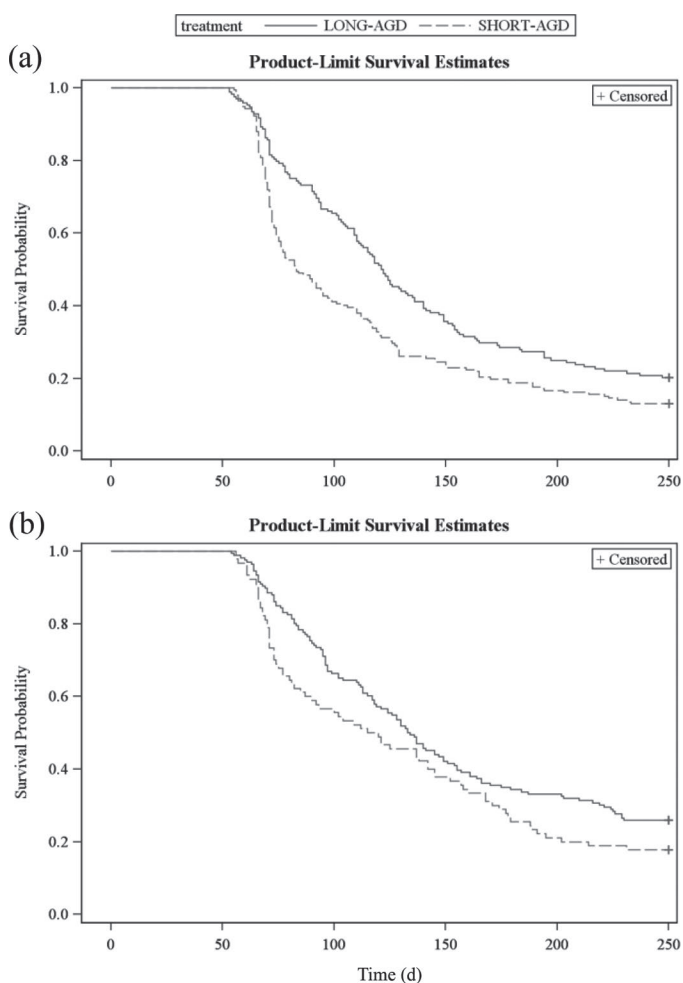 treatment LONG-AGD SHORT-AGD
(a)
Product-Limit Survival Estimates
+ Censored
1.0
0.8
0.6
0.4
0.2
0.0
Survival Probability
0 50 100 150 200 250
(b)
Product-Limit Survival Estimates
+ Censored
1.0
0.8
0.6
0.4
0.2
0.0
Survival Probability
0 50 100 150 200 250
Time (d)